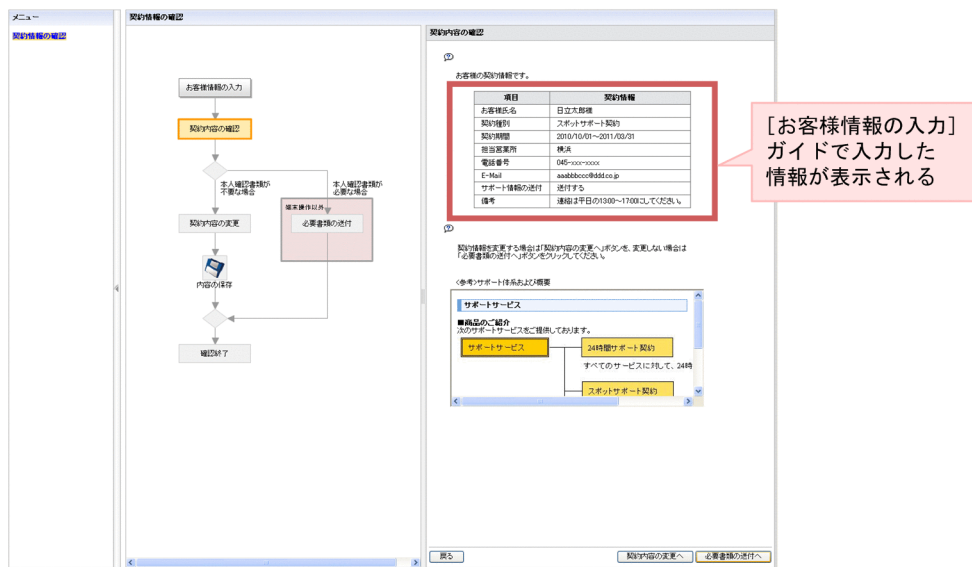 メニュー
契約情報の確認
契約情報の確認
お客様情報の入力
契約内容の確認
本人確認書類が
不要な場合
本人確認書類が
必要な場合
端末操作以外
契約内容の変更
必要書類の送付
内容の保存
確認終了
契約内容の確認
お客様の契約情報です。
項目 契約情報
お客様氏名 日立太郎様
契約種別 スポットサポート契約
契約期間 2010/10/01～2011/03/31
担当営業所 横浜
電話番号 045-xxx-xxxx
E-Mail aaabbbccc@ddd.co.jp
サポート情報の送付 送付する
備考 連絡は平日の13:00～17:00にしてください。
契約情報を変更する場合は「契約内容の変更へ」ボタンを、変更しない場合は
「必要書類の送付へ」ボタンをクリックしてください。
<参考>サポート体系および概要
サポートサービス
■商品のご紹介
次のサポートサービスをご提供しております。
サポートサービス
24時間サポート契約
すべてのサービスに対して、24時
スポットサポート契約
戻る
契約内容の変更へ
必要書類の送付へ
［お客様情報の入力］
ガイドで入力した
情報が表示される